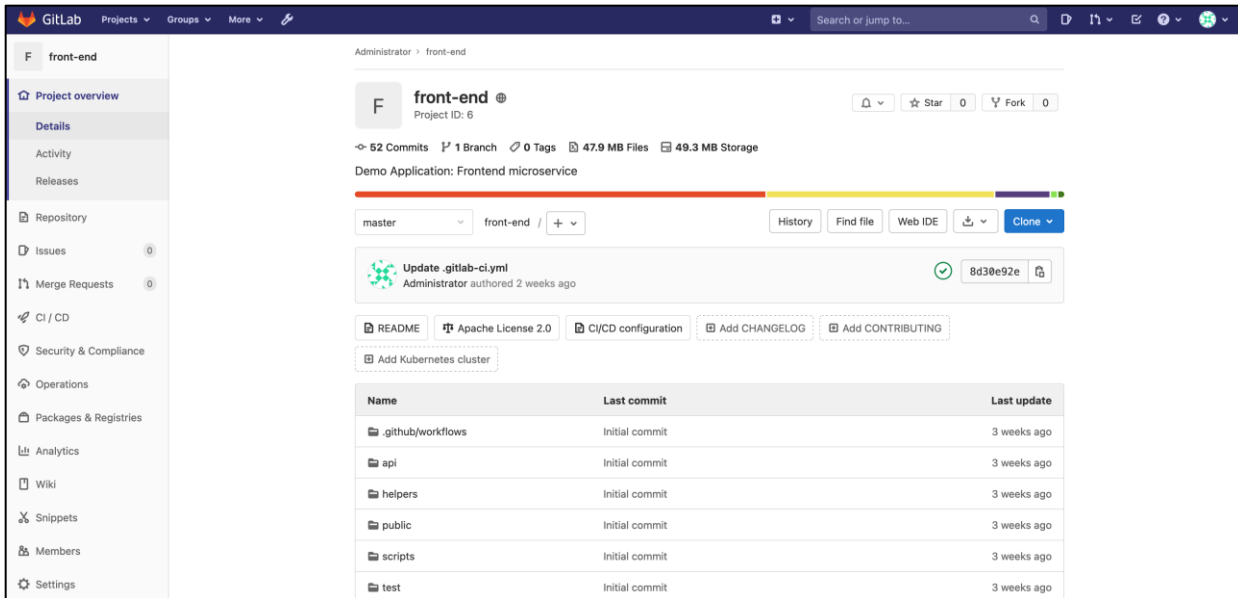 GitLab Projects Groups More Search or jump to...
F front-end
Project overview
Details
Activity
Releases
Repository
Issues 0
Merge Requests 0
CI / CD
Security & Compliance
Operations
Packages & Registries
Analytics
Wiki
Snippets
Members
Settings
Administrator > front-end
F
front-end
Project ID: 6
Star 0 Fork 0
52 Commits 1 Branch 0 Tags 47.9 MB Files 49.3 MB Storage
Demo Application: Frontend microservice
master front-end / + History Find file Web IDE Clone
Update .gitlab-ci.yml
Administrator authored 2 weeks ago
8d30e92e
README Apache License 2.0 CI/CD configuration Add CHANGELOG Add CONTRIBUTING
Add Kubernetes cluster
Name Last commit Last update
.github/workflows Initial commit 3 weeks ago
api Initial commit 3 weeks ago
helpers Initial commit 3 weeks ago
public Initial commit 3 weeks ago
scripts Initial commit 3 weeks ago
test Initial commit 3 weeks ago